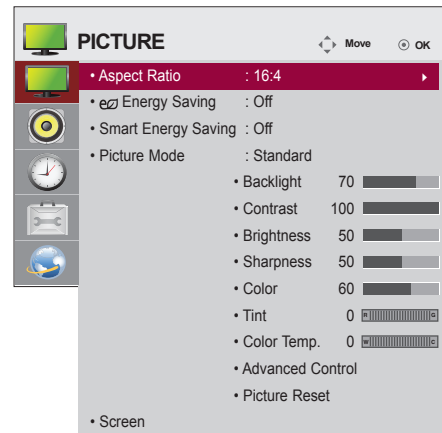 PICTURE Move OK
• Aspect Ratio : 16:4
• Energy Saving : Off
• Smart Energy Saving : Off
• Picture Mode : Standard
• Backlight 70
• Contrast 100
• Brightness 50
• Sharpness 50
• Color 60
• Tint 0 R G
• Color Temp. 0 W C
• Advanced Control
• Picture Reset
• Screen